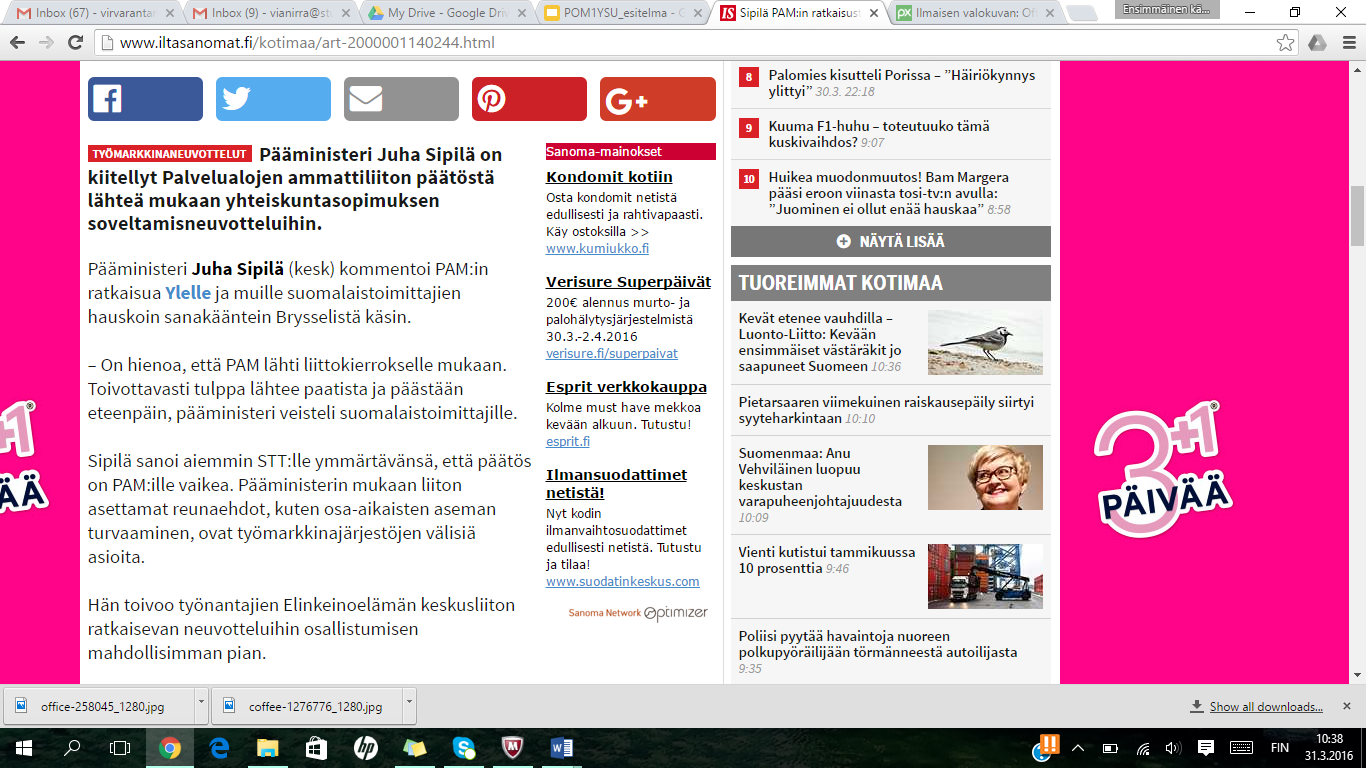 Inbox (67) - virvarantan
Inbox (9) - vianirra@st
My Drive - Google Driv
POM1YSU_esitelma - G
Sipilä PAM:in ratkaisust
Ilmaisen valokuvan: Off
Ensimmäinen kä...
www.iltasanomat.fi/kotimaa/art-2000001140244.html
TYÖMARKKINANEUVOTTELUT Pääministeri Juha Sipilä on
kiitellyt Palvelualojen ammattiliiton päätöstä
lähteä mukaan yhteiskuntasopimuksen
soveltamisneuvotteluihin.
Pääministeri Juha Sipilä (kesk) kommentoi PAM:in
ratkaisua Ylelle ja muille suomalaistoimittajien
hauskoin sanakääntein Brysselistä käsin.
– On hienoa, että PAM lähti liittokierrokselle mukaan.
Toivottavasti tulppa lähtee paatista ja päästään
eteenpäin, pääministeri veisteli suomalaistoimittajille.
Sipilä sanoi aiemmin STT:lle ymmärtävänsä, että päätös
on PAM:ille vaikea. Pääministerin mukaan liiton
asettamat reunaehdot, kuten osa-aikaisten aseman
turvaaminen, ovat työmarkkinajärjestöjen välisiä
asioita.
Hän toivoo työnantajien Elinkeinoelämän keskusliiton
ratkaisevan neuvotteluihin osallistumisen
mahdollisimman pian.
Sanoma-mainokset
Kondomit kotiin
Osta kondomit netistä
edullisesti ja rahtivapaasti.
Käy ostoksilla >>
www.kumiukko.fi
Verisure Superpäivät
200€ alennus murto- ja
palohälytysjärjestelmistä
30.3.-2.4.2016
verisure.fi/superpaivat
Esprit verkkokauppa
Kolme must have mekkoa
kevään alkuun. Tutustu!
esprit.fi
Ilmansuodattimet
netistä!
Nyt kodin
ilmanvaihtosuodattimet
edullisesti netistä. Tutustu
ja tilaa!
www.suodatinkeskus.com
Sanoma Network Optimizer
8 Palomies kisutteli Porissa – ”Häiriökynnys
ylittyi” 30.3. 22:18
9 Kuuma F1-huhu – toteutuuko tämä
kuskivaihdos? 9:07
10 Huikea muodonmuutos! Bam Margera
pääsi eroon viinasta tosi-tv:n avulla:
”Juominen ei ollut enää hauskaa” 8:58
NÄYTÄ LISÄÄ
TUOREIMMAT KOTIMAA
Kevät etenee vauhdilla –
Luonto-Liitto: Kevään
ensimmäiset västäräkit jo
saapuneet Suomeen 10:36
Pietarsaaren viimekuinen raiskausepäily siirtyi
syyteharkintaan 10:10
Suomenmaa: Anu
Vehviläinen luopuu
keskustan
varapuheenjohtajuudesta
10:09
Vienti kutistui tammikuussa
10 prosenttia 9:46
Poliisi pyytää havaintoja nuoreen
polkupyöräilijään törmänneestä autoilijasta
9:35
+1®
ÄÄ
3+1®
PÄIVÄÄ
office-258045_1280.jpg
coffee-1276776_1280.jpg
Show all downloads...
FIN
10:38
31.3.2016